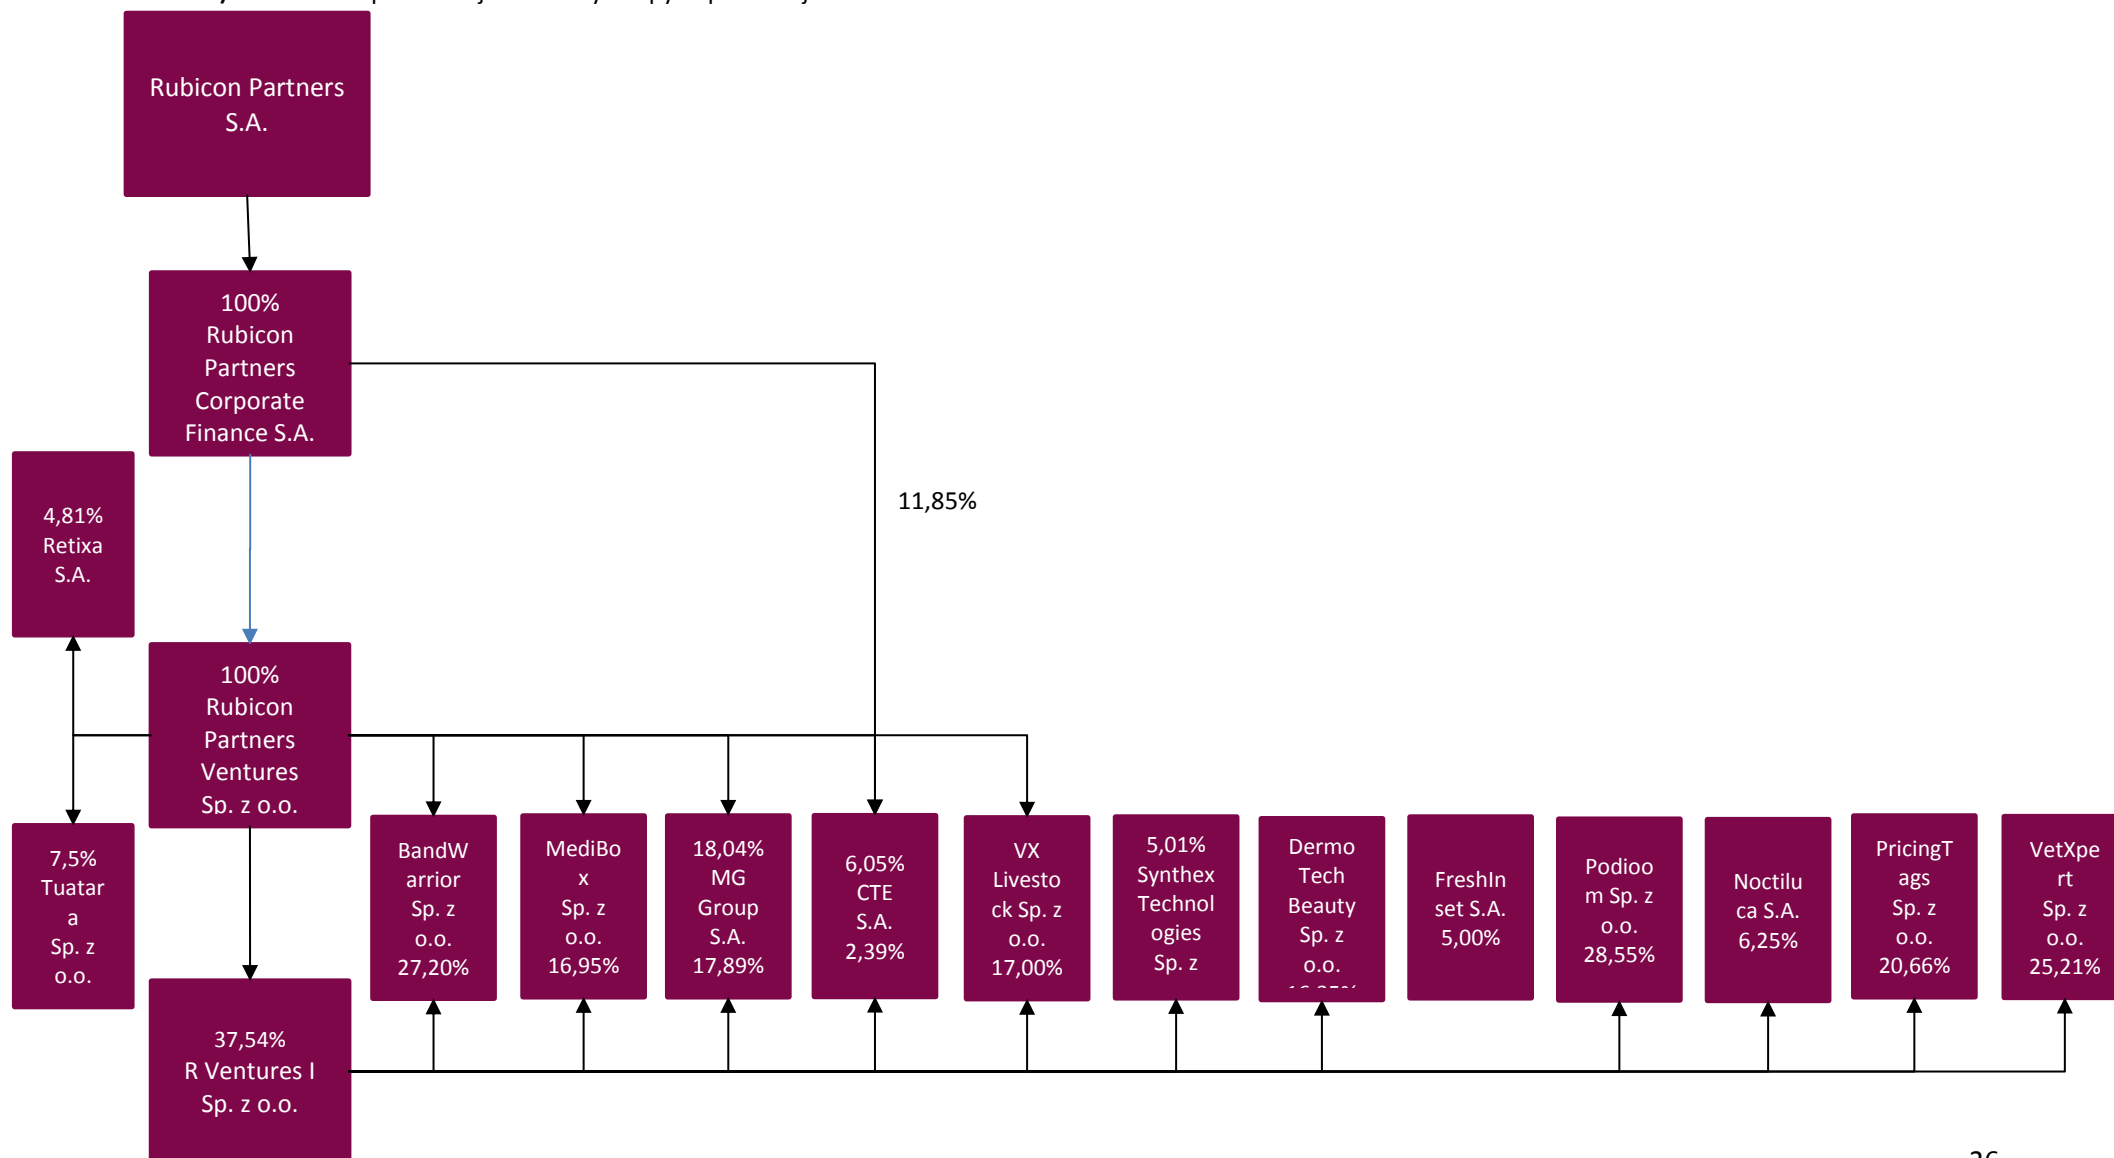 Rubicon Partners
S.A.
100%
Rubicon
Partners
Corporate
Finance S.A.
11,85%
4,81%
Retixa
S.A.
100%
Rubicon
Partners
Ventures
Sp. z o.o.
7,5%
Tuatar
a
Sp. z
o.o.
BandW
arrior
Sp. z
o.o.
27,20%
MediBo
x
Sp. z
o.o.
16,95%
18,04%
MG
Group
S.A.
17,89%
6,05%
CTE
S.A.
2,39%
VX
Livesto
ck Sp. z
o.o.
17,00%
5,01%
Synthex
Technol
ogies
Sp. z
Dermo
Tech
Beauty
Sp. z
o.o.
FreshIn
set S.A.
5,00%
Podioo
m Sp. z
o.o.
28,55%
Noctilu
ca S.A.
6,25%
PricingT
ags
Sp. z
o.o.
20,66%
VetXpe
rt
Sp. z
o.o.
25,21%
37,54%
R Ventures I
Sp. z o.o.